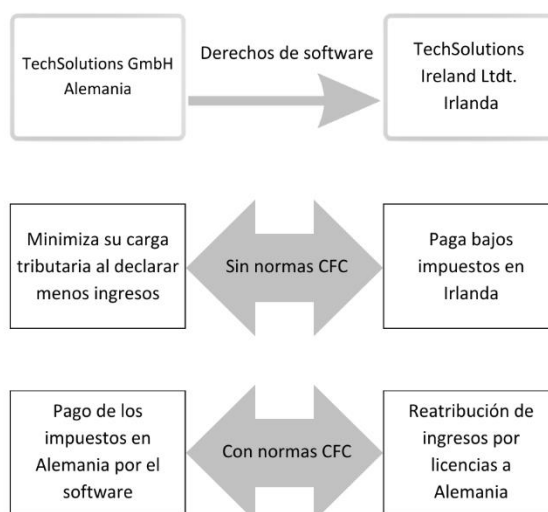 TechSolutions GmbH
Alemania
Derechos de software
TechSolutions
Ireland Ltdt.
Irlanda
Minimiza su carga
tributaria al declarar
menos ingresos
Sin normas CFC
Paga bajos
impuestos en
Irlanda
Pago de los
impuestos en
Alemania por el
software
Con normas CFC
Reatribución de
ingresos por
licencias a
Alemania